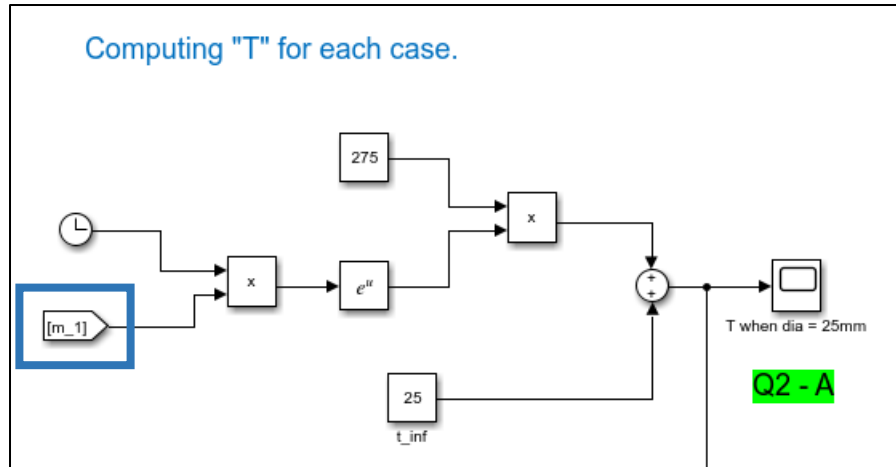 Computing "T" for each case.
275
x
x
e^u
[m_1]
+
+
T when dia = 25mm
25
t_inf
Q2 - A